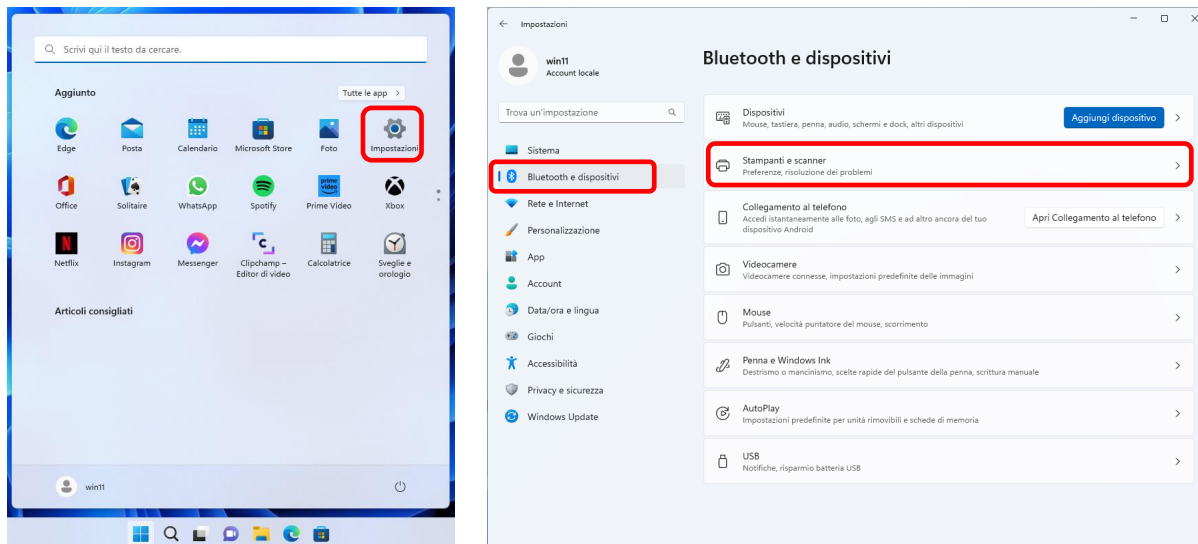 Scrivi qui il testo da cercare.
Aggiunto
Tutte le app
Edge
Posta
Calendario
Microsoft Store
Foto
Impostazioni
Office
Solitaire
WhatsApp
Spotify
prime video
Prime Video
Xbox
N
Netflix
Instagram
Messenger
Clipchamp –
Editor di video
Calcolatrice
Sveglie e
orologio
Articoli consigliati
win11
Impostazioni
win11
Account locale
Trova un'impostazione
Sistema
Bluetooth e dispositivi
Rete e Internet
Personalizzazione
App
Account
Data/ora e lingua
Giochi
Accessibilità
Privacy e sicurezza
Windows Update
Bluetooth e dispositivi
Dispositivi
Mouse, tastiera, penna, audio, schermi e dock, altri dispositivi
Aggiungi dispositivo
Stampanti e scanner
Preferenze, risoluzione dei problemi
Collegamento al telefono
Accedi istantaneamente alle foto, agli SMS e ad altro ancora del tuo
dispositivo Android
Apri Collegamento al telefono
Videocamere
Videocamere connesse, impostazioni predefinite delle immagini
Mouse
Pulsanti, velocità puntatore del mouse, scorrimento
Penna e Windows Ink
Destrismo o mancinismo, scelte rapide del pulsante della penna, scrittura manuale
AutoPlay
Impostazioni predefinite per unità rimovibili e schede di memoria
USB
Notifiche, risparmio batteria USB